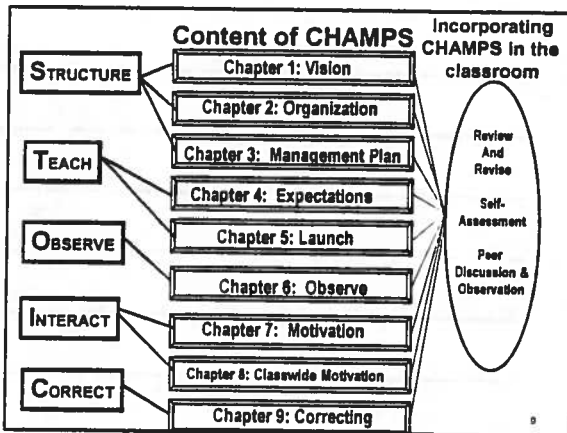 Content of CHAMPS
Incorporating
CHAMPS in the
classroom
STRUCTURE
TEACH
OBSERVE
INTERACT
CORRECT
Chapter 1: Vision
Chapter 2: Organization
Chapter 3: Management Plan
Chapter 4: Expectations
Chapter 5: Launch
Chapter 6: Observe
Chapter 7: Motivation
Chapter 8: Classwide Motivation
Chapter 9: Correcting
Review
And
Revise
Self-
Assessment
Peer
Discussion &
Observation
9